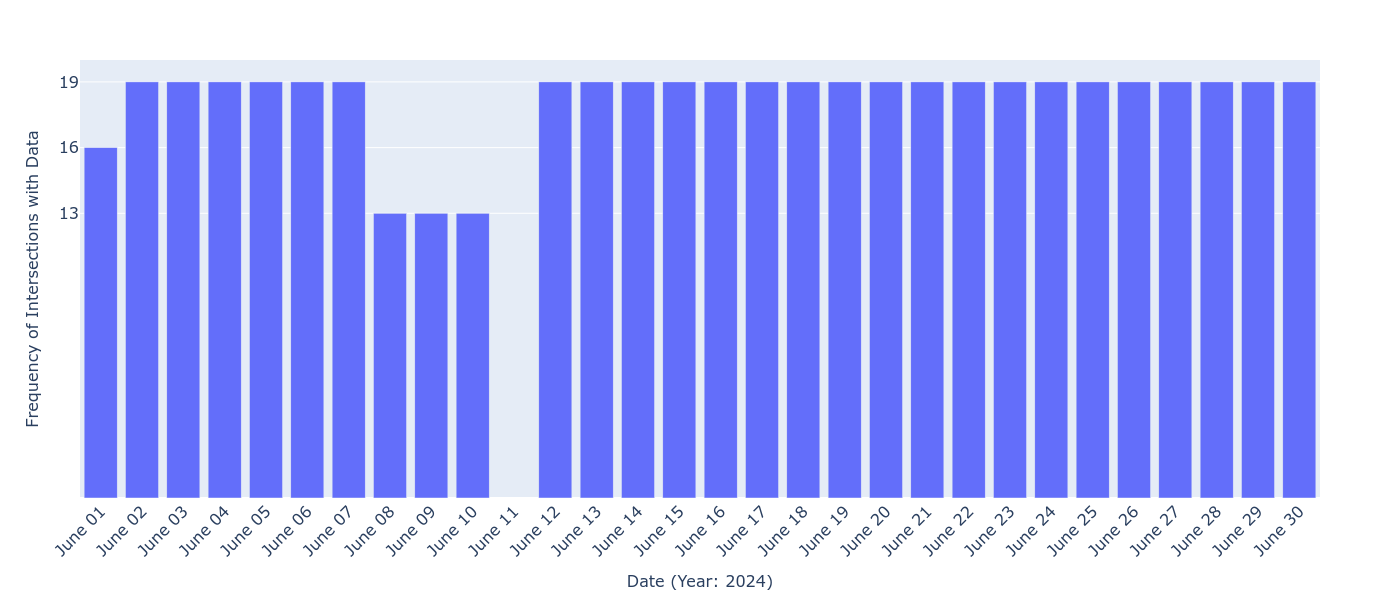 Frequency of Intersections with Data
19
16
13
June 01
June 02
June 03
June 04
June 05
June 06
June 07
June 08
June 09
June 10
June 11
June 12
June 13
June 14
June 15
June 16
June 17
June 18
June 19
June 20
June 21
June 22
June 23
June 24
June 25
June 26
June 27
June 28
June 29
June 30
Date (Year: 2024)